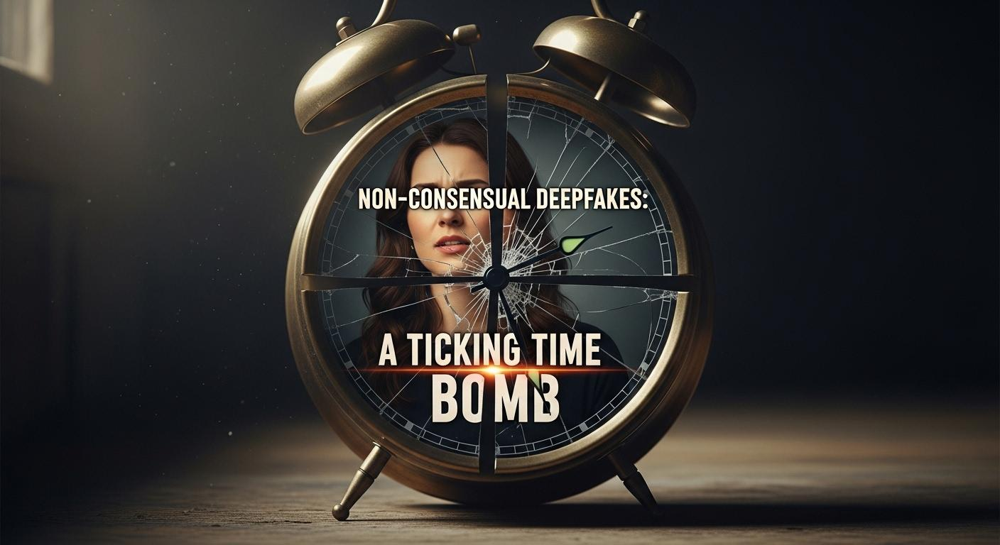 NON-CONSENSUAL DEEPFAKES:
A TICKING TIME
BOMB